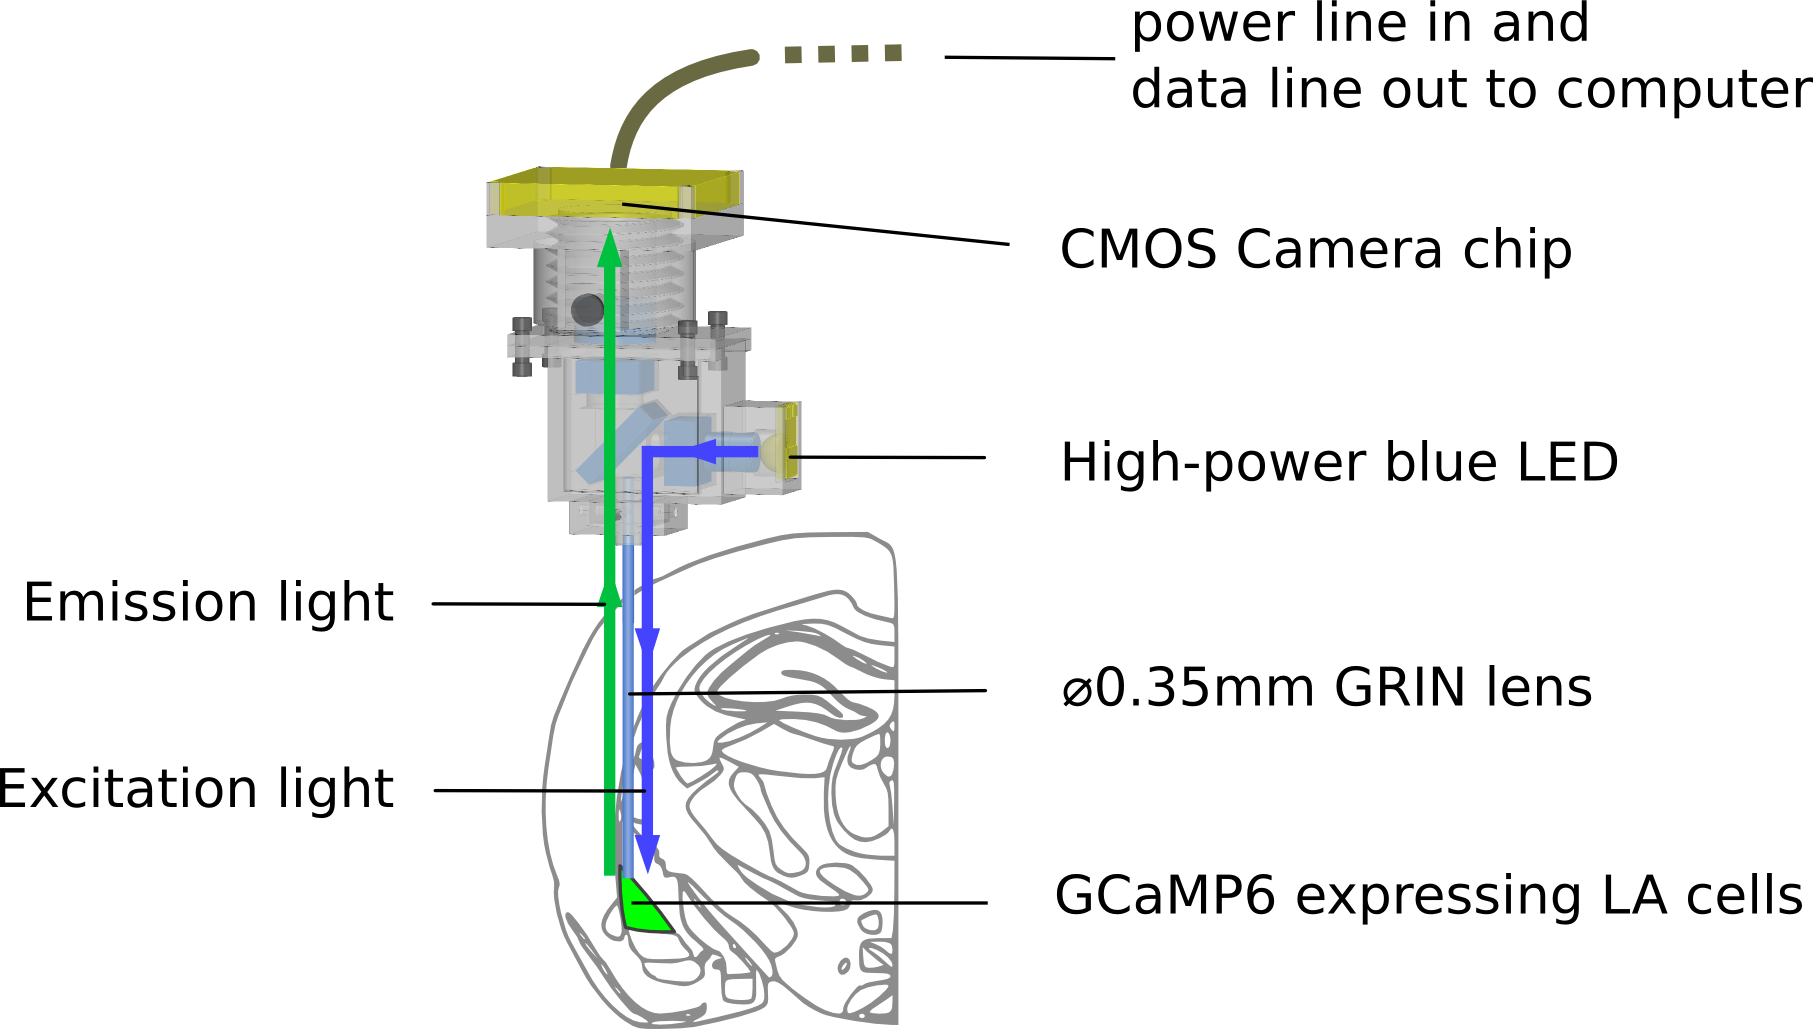 power line in and
data line out to computer
CMOS Camera chip
High-power blue LED
Emission light
⌀0.35mm GRIN lens
Excitation light
GCaMP6 expressing LA cells